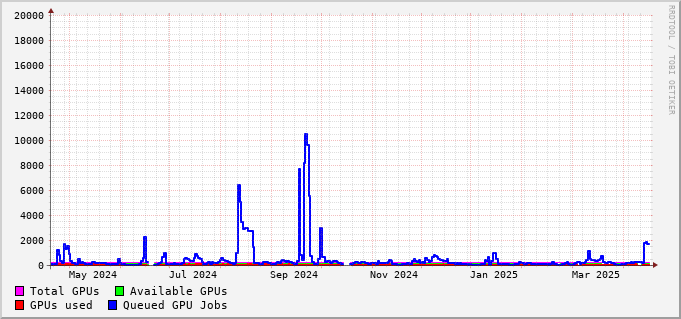 20000
18000
16000
14000
12000
10000
8000
6000
4000
2000
0
May 2024 Jul 2024 Sep 2024 Nov 2024 Jan 2025 Mar 2025
Total GPUs Available GPUs
GPUs used Queued GPU Jobs
RRDTOOL / TOBI OETIKER